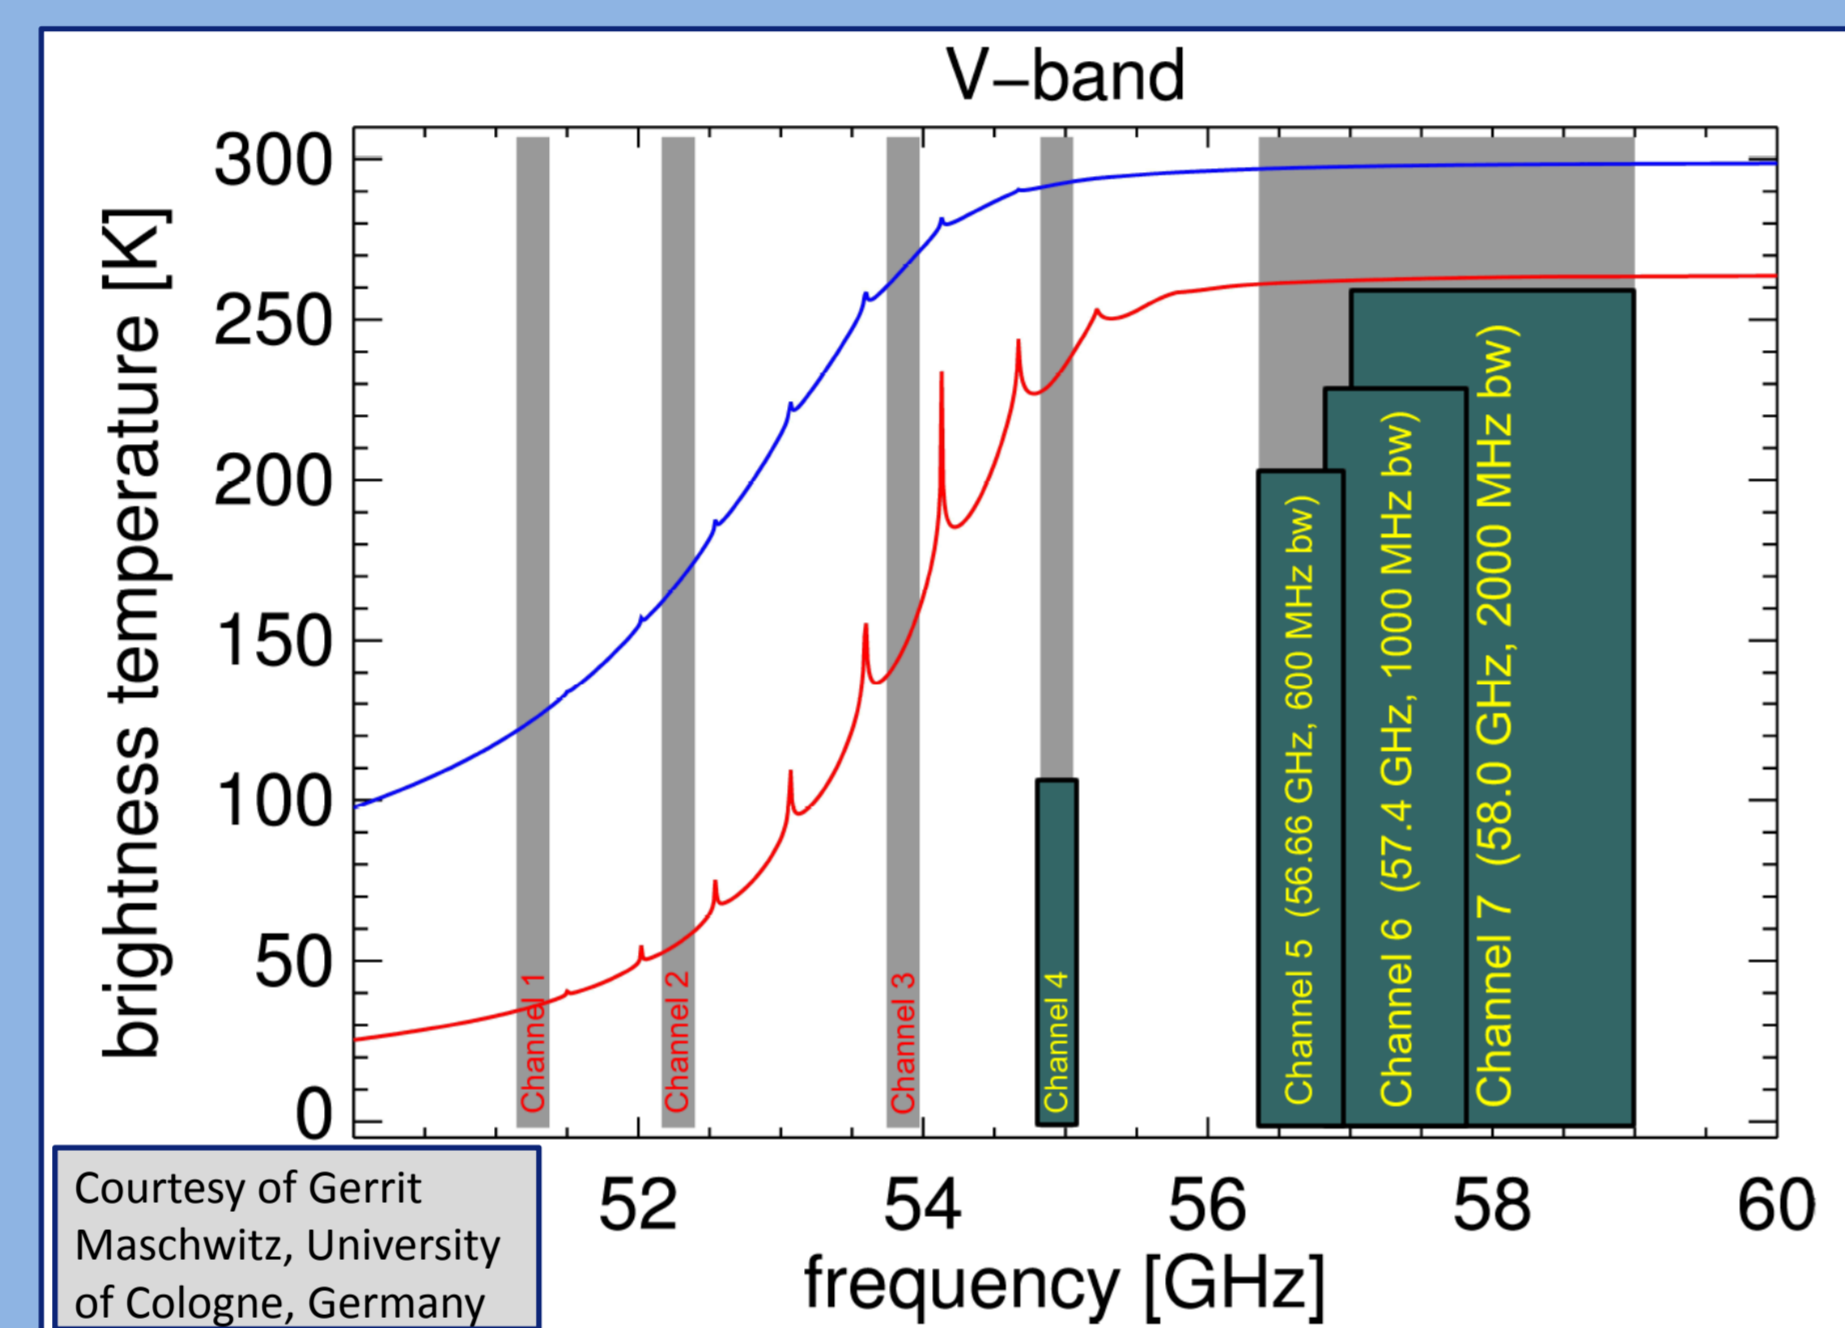 V–band
300
250
200
150
100
50
0
brightness temperature [K]
Channel 1
Channel 2
Channel 3
Channel 4
Channel 5 (56.66 GHz, 600 MHz bw)
Channel 6 (57.4 GHz, 1000 MHz bw)
Channel 7 (58.0 GHz, 2000 MHz bw)
52 54 56 58 60
frequency [GHz]
Courtesy of Gerrit
Maschwitz, University
of Cologne, Germany